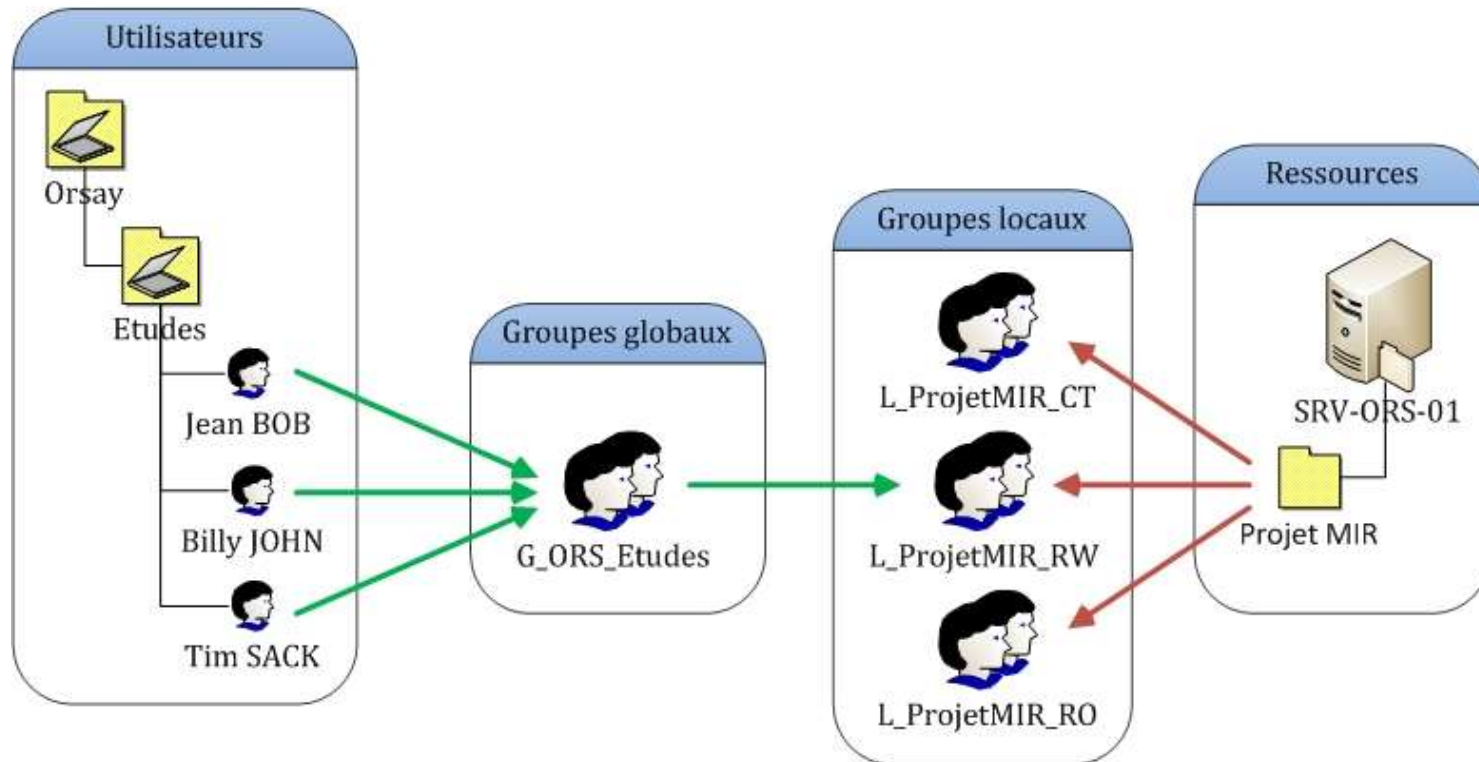 Utilisateurs
Orsay
Etudes
Jean BOB
Billy JOHN
Tim SACK
Groupes globaux
G_ORS_Etudes
Groupes locaux
L_ProjetMIR_CT
L_ProjetMIR_RW
L_ProjetMIR_RO
Ressources
SRV-ORS-01
Projet MIR